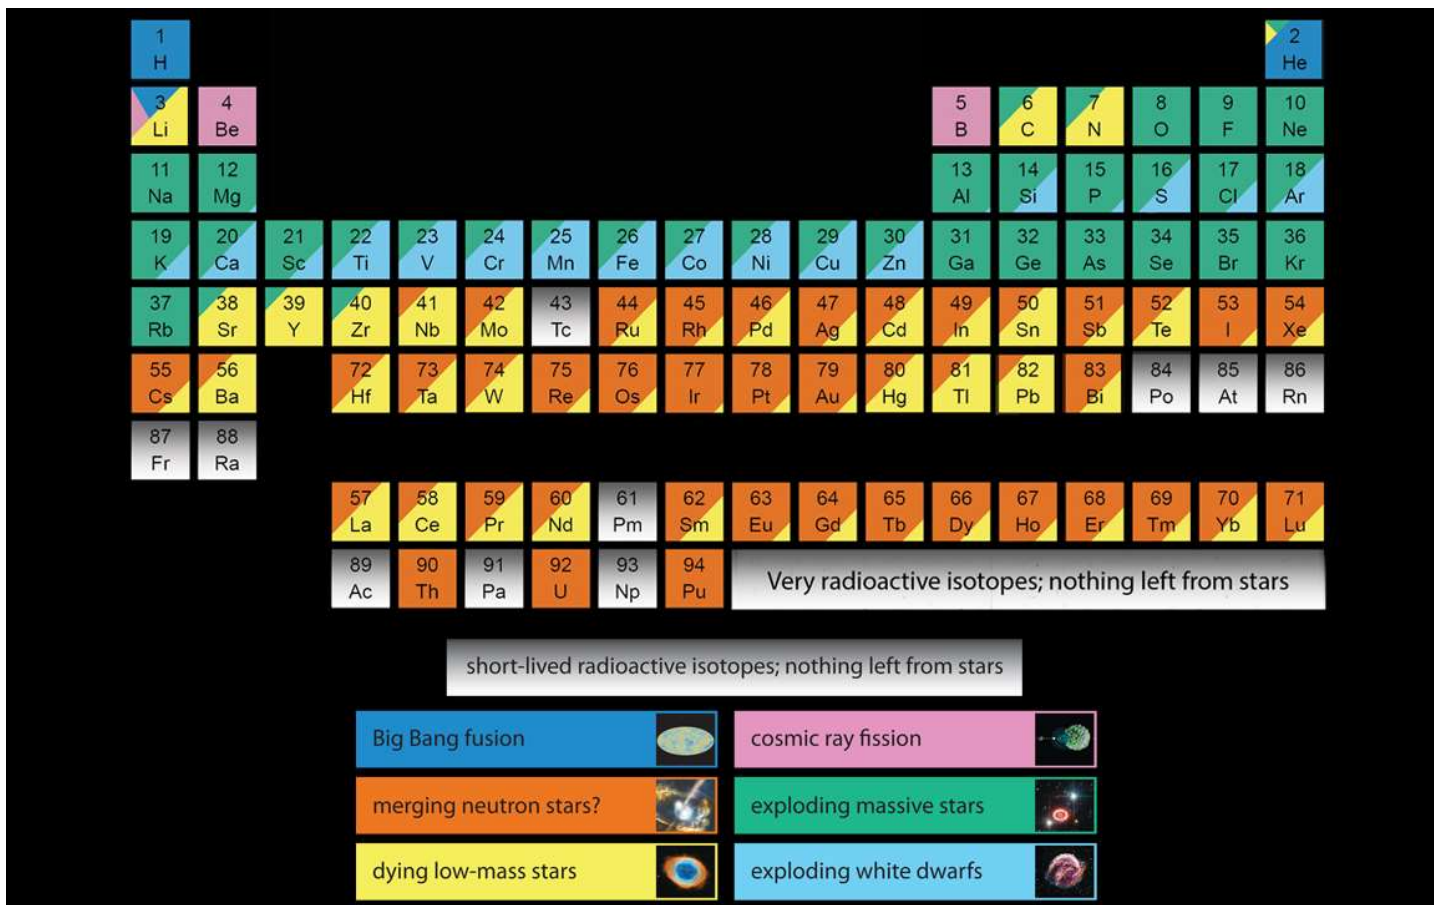 1 2
H He
3 4 5 6 7 8 9 10
Li Be B C N O F Ne
11 12 13 14 15 16 17 18
Na Mg Al Si P S Cl Ar
19 20 21 22 23 24 25 26 27 28 29 30 31 32 33 34 35 36
K Ca Sc Ti V Cr Mn Fe Co Ni Cu Zn Ga Ge As Se Br Kr
37 38 39 40 41 42 43 44 45 46 47 48 49 50 51 52 53 54
Rb Sr Y Zr Nb Mo Tc Ru Rh Pd Ag Cd In Sn Sb Te I Xe
55 56 72 73 74 75 76 77 78 79 80 81 82 83 84 85 86
Cs Ba Hf Ta W Re Os Ir Pt Au Hg Tl Pb Bi Po At Rn
87 88
Fr Ra
57 58 59 60 61 62 63 64 65 66 67 68 69 70 71
La Ce Pr Nd Pm Sm Eu Gd Tb Dy Ho Er Tm Yb Lu
89 90 91 92 93 94
Ac Th Pa U Np Pu
Very radioactive isotopes; nothing left from stars
short-lived radioactive isotopes; nothing left from stars
Big Bang fusion
cosmic ray fission
merging neutron stars?
exploding massive stars
dying low-mass stars
exploding white dwarfs